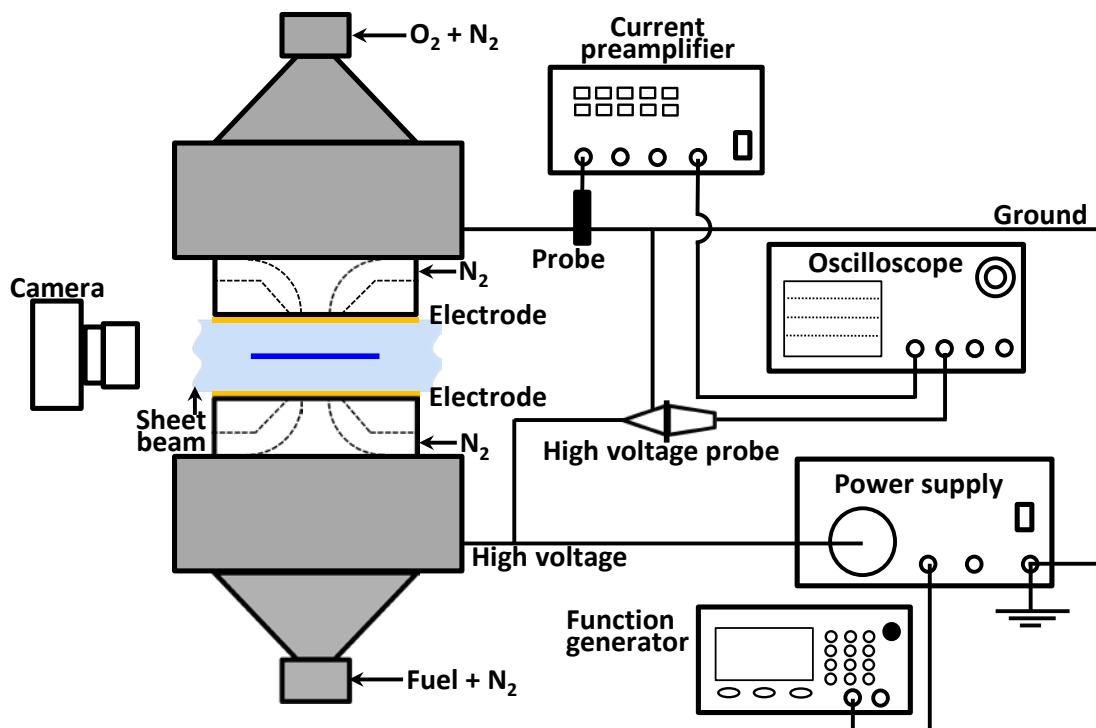 O₂ + N₂
Current
preamplifier
Ground
Probe
N₂
Oscilloscope
Camera
Electrode
Electrode
Sheet
beam
N₂
High voltage probe
Power supply
High voltage
Function
generator
Fuel + N₂